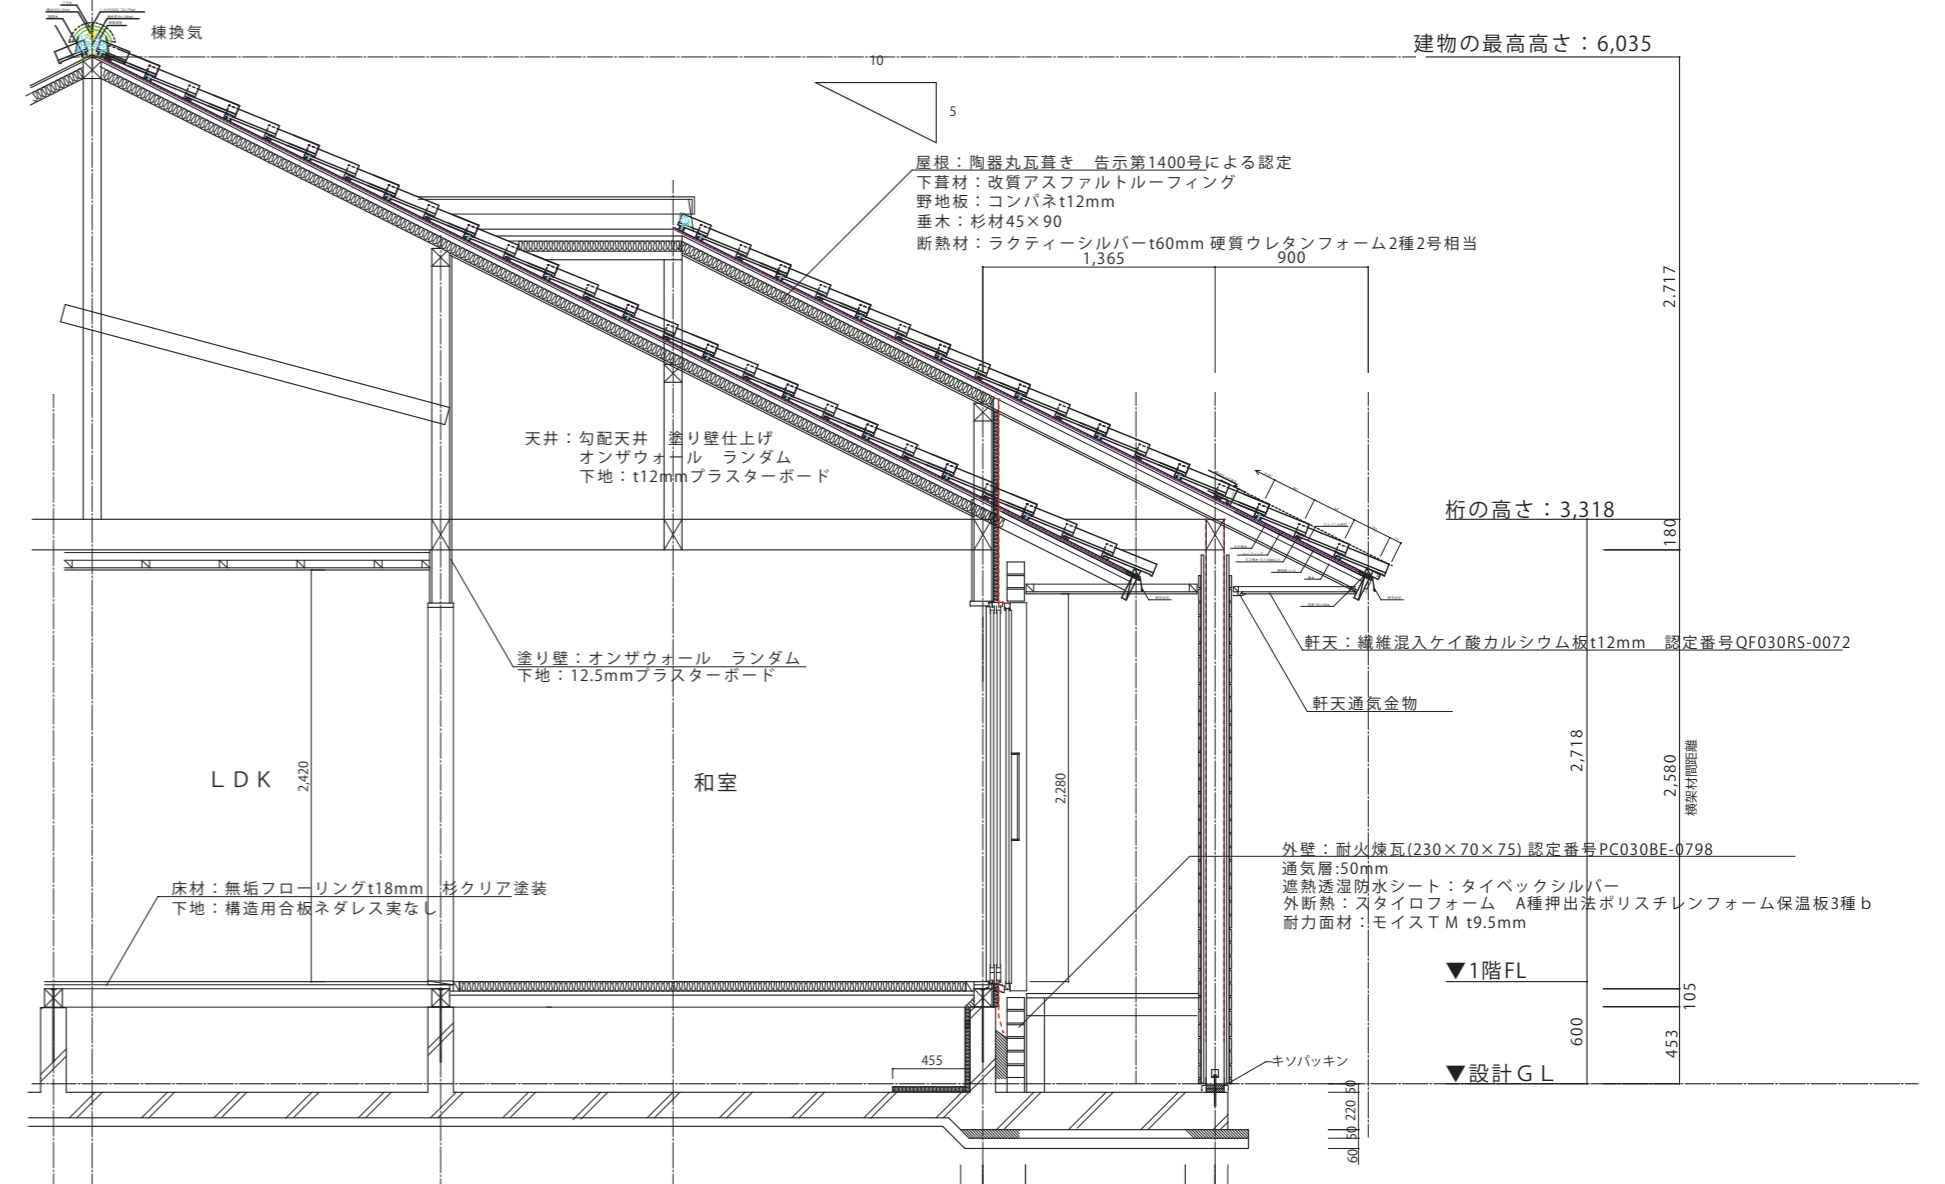 棟換気
建物の最高高さ：6,035
10
5
屋根：陶器丸瓦葺き　告示第1400号による認定
下葺材：改質アスファルトルーフィング
野地板：コンパネt12mm
垂木：杉材45×90
断熱材：ラクティーシルバーt60mm 硬質ウレタンフォーム2種2号相当
1,365
900
2.717
天井：勾配天井　塗り壁仕上げ
オンザウォール　ランダム
下地：t12mmプラスターボード
桁の高さ：3,318
180
軒天：繊維混入ケイ酸カルシウム板t12mm　認定番号QF030RS-0072
塗り壁：オンザウォール　ランダム
下地：12.5mmプラスターボード
軒天通気金物
ＬＤＫ
2,420
和室
2,280
2,718
2,580
横架材間距離
外壁：耐火煉瓦(230×70×75) 認定番号PC030BE-0798
通気層:50mm
遮熱透湿防水シート：タイベックシルバー
外断熱：スタイロフォーム　A種押出法ポリスチレンフォーム保温板3種ｂ
耐力面材：モイスＴＭ t9.5mm
床材：無垢フローリングt18mm　杉クリア塗装
下地：構造用合板ネダレス実なし
▼1階FL
105
600
453
455
キソパッキン
▼設計ＧＬ
50
220
50
60